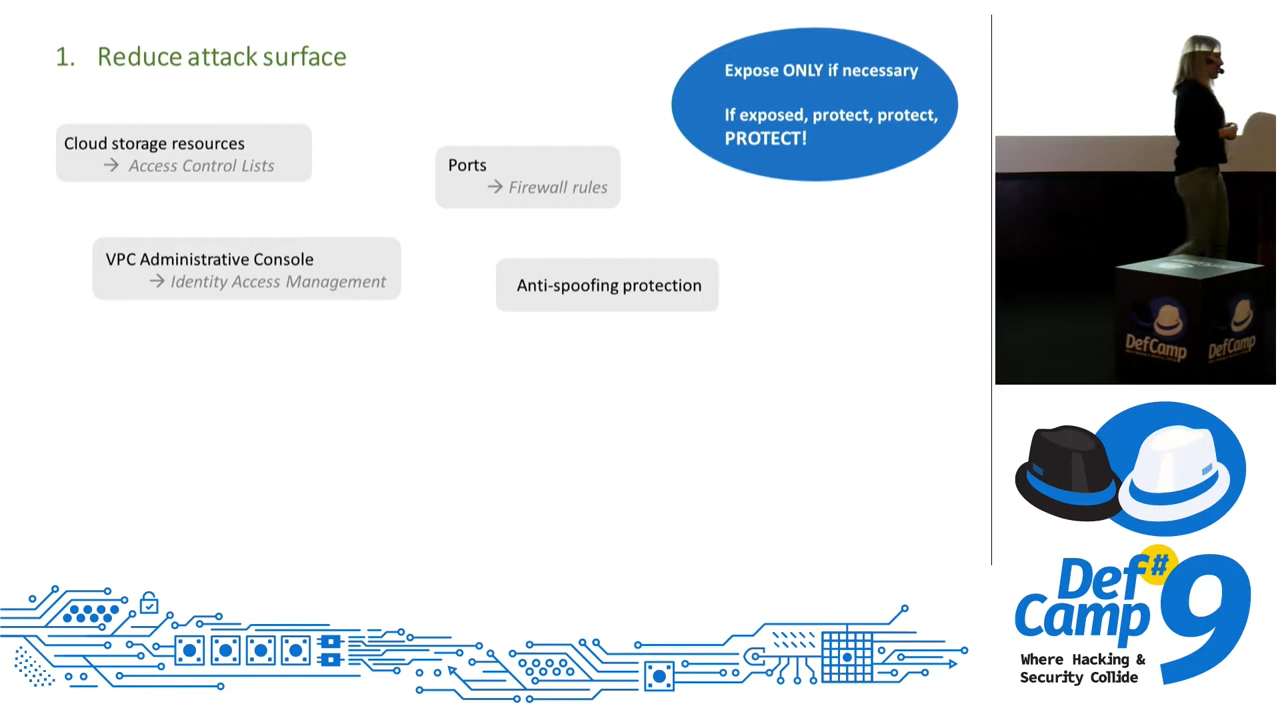 1. Reduce attack surface
Expose ONLY if necessary
If exposed, protect, protect,
PROTECT!
Cloud storage resources
→ Access Control Lists
Ports
→ Firewall rules
VPC Administrative Console
→ Identity Access Management
Anti-spoofing protection
DefCamp
DefCamp
Def
Camp
#
9
Where Hacking &
Security Collide